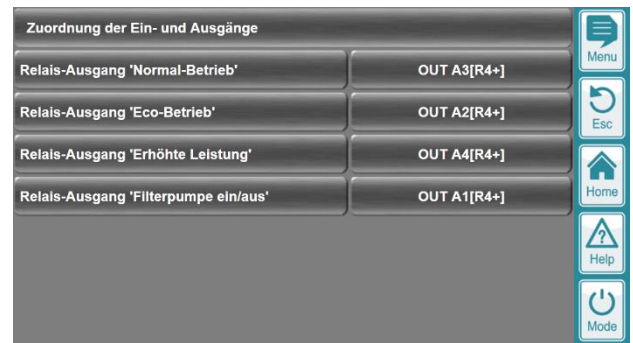 Zuordnung der Ein- und Ausgänge
Menu
Relais-Ausgang 'Normal-Betrieb' OUT A3[R4+]
Relais-Ausgang 'Eco-Betrieb' OUT A2[R4+]
Esc
Relais-Ausgang 'Erhöhte Leistung' OUT A4[R4+]
Relais-Ausgang 'Filterpumpe ein/aus' OUT A1[R4+]
Home
?
Help
Mode